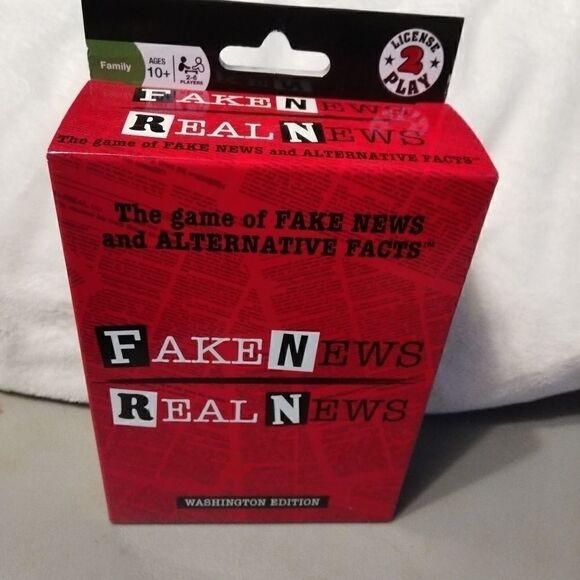 Family
AGES
10+
2-6
PLAYERS
LICENSE
2
PLAY
FAKE NEWS
REAL NEWS
The game of FAKE NEWS and ALTERNATIVE FACTS™
The game of FAKE NEWS
and ALTERNATIVE FACTS™
FAKE NEWS
REAL NEWS
WASHINGTON EDITION